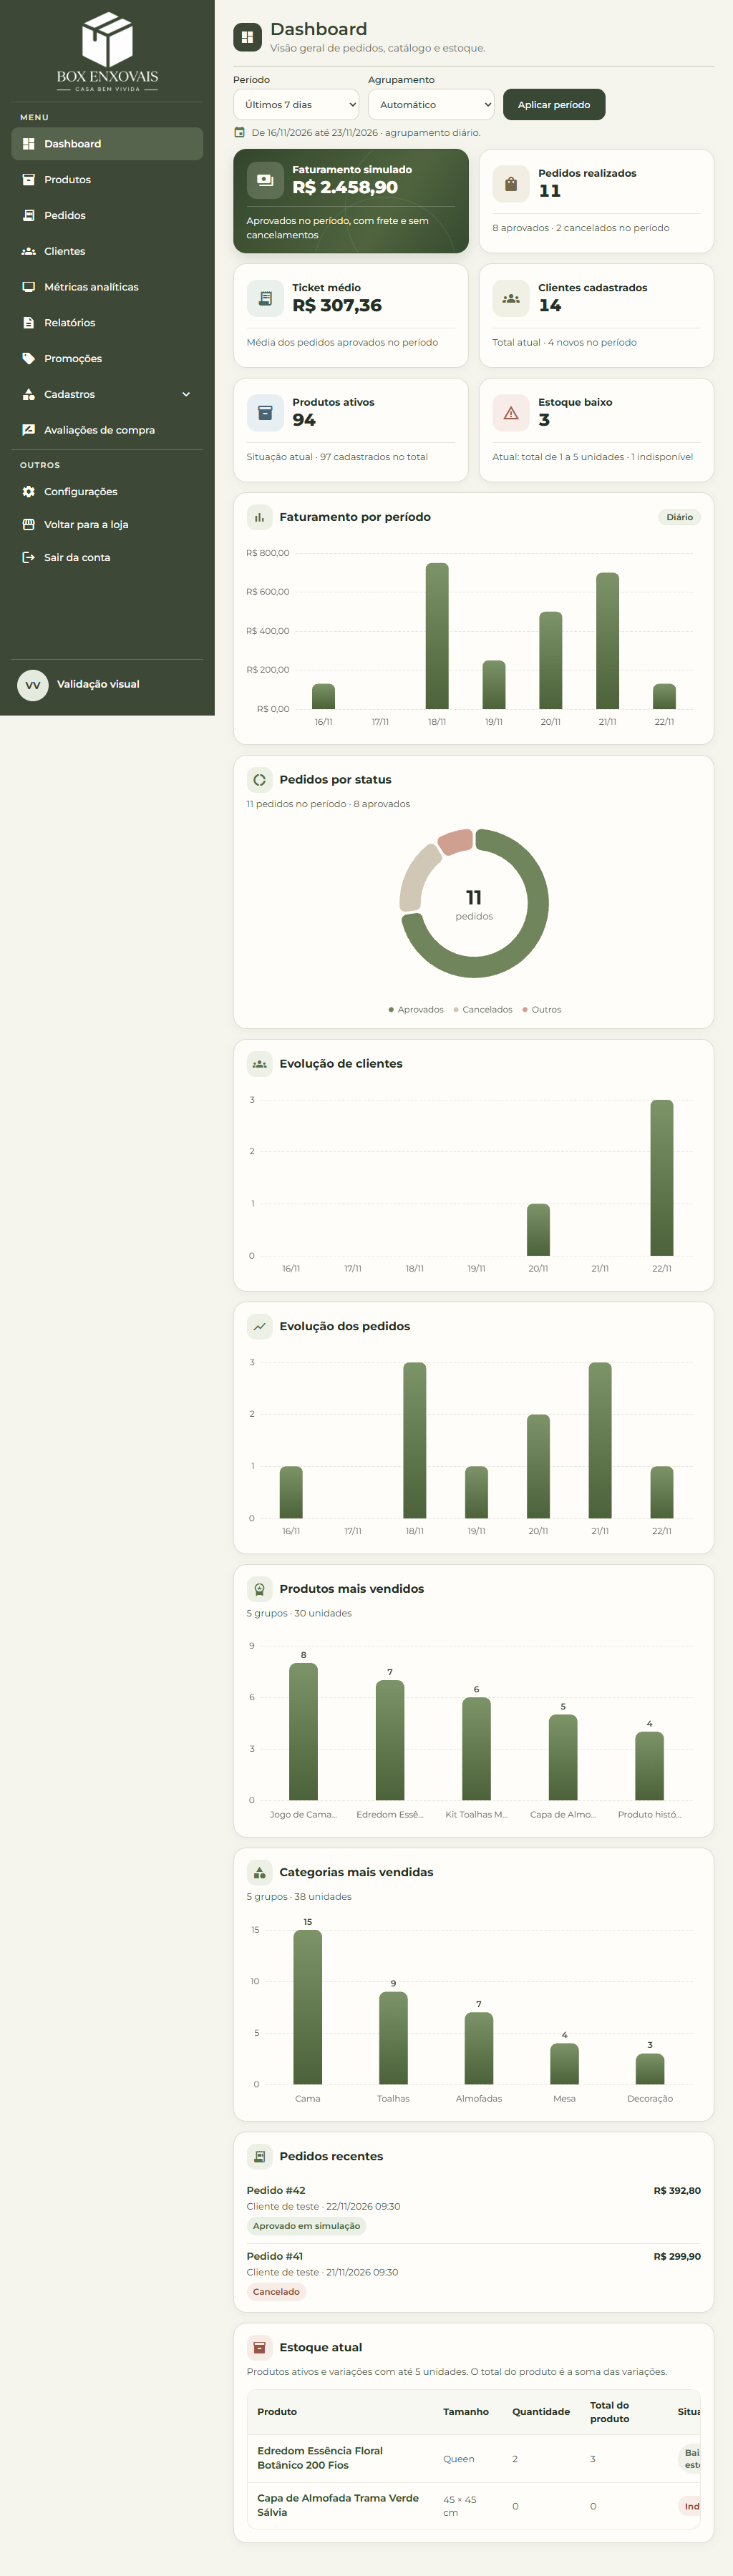 BOX ENXOVAIS
CASA BEM VIVIDA
MENU
Dashboard
Produtos
Pedidos
Clientes
Métricas analíticas
Relatórios
Promoções
Cadastros
Avaliações de compra
OUTROS
Configurações
Voltar para a loja
Sair da conta
VV
Validação visual
Dashboard
Visão geral de pedidos, catálogo e estoque.
Período
Agrupamento
Últimos 7 dias
Automático
Aplicar período
De 16/11/2026 até 23/11/2026 · agrupamento diário.
Faturamento simulado
R$ 2.458,90
Aprovados no período, com frete e sem
cancelamentos
Pedidos realizados
11
8 aprovados · 2 cancelados no período
Ticket médio
R$ 307,36
Média dos pedidos aprovados no período
Clientes cadastrados
14
Total atual · 4 novos no período
Produtos ativos
94
Situação atual · 97 cadastrados no total
Estoque baixo
3
Atual: total de 1 a 5 unidades · 1 indisponível
Faturamento por período
Diário
R$ 800,00
R$ 600,00
R$ 400,00
R$ 200,00
R$ 0,00
16/11 17/11 18/11 19/11 20/11 21/11 22/11
Pedidos por status
11 pedidos no período · 8 aprovados
11
pedidos
Aprovados Cancelados Outros
Evolução de clientes
3
2
1
0
16/11 17/11 18/11 19/11 20/11 21/11 22/11
Evolução dos pedidos
3
2
1
0
16/11 17/11 18/11 19/11 20/11 21/11 22/11
Produtos mais vendidos
5 grupos · 30 unidades
9
6
3
0
8
7
6
5
4
Jogo de Cama... Edredom Essê... Kit Toalhas M... Capa de Almo... Produto histó...
Categorias mais vendidas
5 grupos · 38 unidades
15
10
5
0
15
9
7
4
3
Cama Toalhas Almofadas Mesa Decoração
Pedidos recentes
Pedido #42 R$ 392,80
Cliente de teste · 22/11/2026 09:30
Aprovado em simulação
Pedido #41 R$ 299,90
Cliente de teste · 21/11/2026 09:30
Cancelado
Estoque atual
Produtos ativos e variações com até 5 unidades. O total do produto é a soma das variações.
Produto Tamanho Quantidade Total do produto
Edredom Essência Floral Botânico 200 Fios Queen 2 3
Capa de Almofada Trama Verde Sálvia 45 × 45 cm 0 0